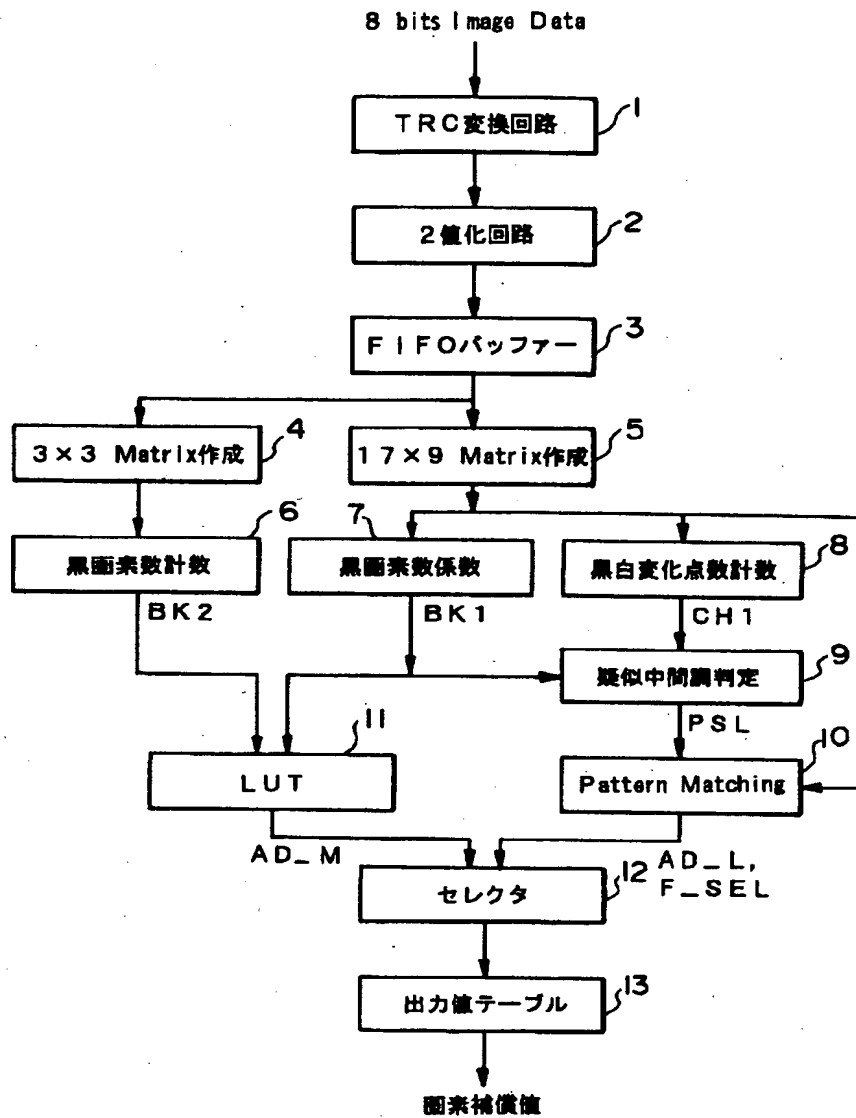 8 bits Image Data
1
TRC変換回路
2
2値化回路
3
FIFOバッファー
4
3×3 Matrix作成
5
17×9 Matrix作成
6
黒画素数計数
7
黒画素数係数
8
黒白変化点数計数
BK2
BK1
CH1
9
疑似中間調判定
PSL
10
11
LUT
Pattern Matching
AD_M
AD_L,
F_SEL
12
セレクタ
13
出力値テーブル
画素補償値